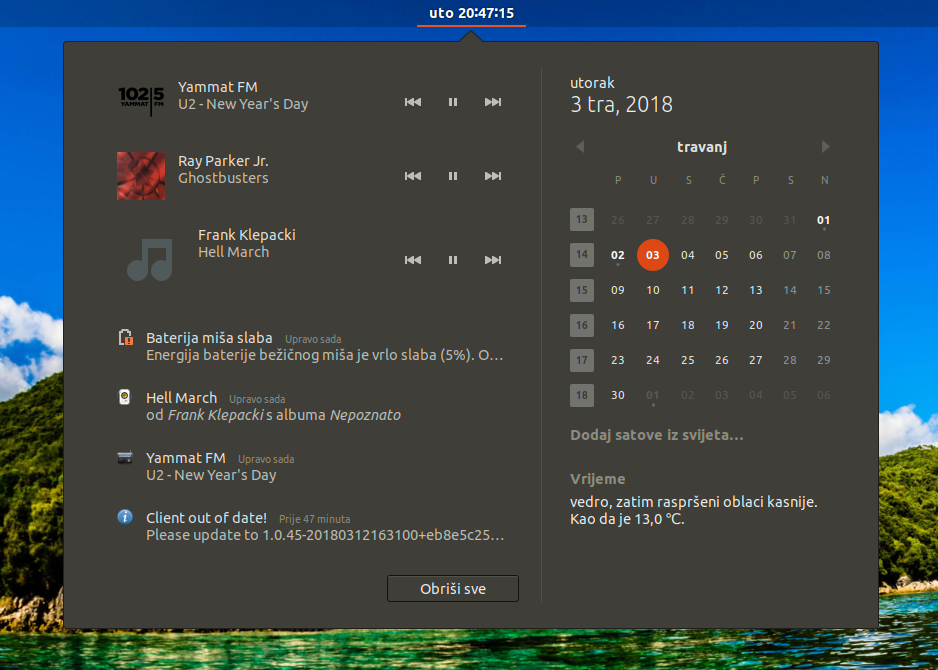 uto 20:47:15
102,5
YAMMAT FM
Yammat FM
U2 - New Year's Day
Ray Parker Jr.
Ghostbusters
Frank Klepacki
Hell March
Baterija miša slaba Upravo sada
Energija baterije bežičnog miša je vrlo slaba (5%). O…
Hell March Upravo sada
od Frank Klepacki s albuma Nepoznato
Yammat FM Upravo sada
U2 - New Year's Day
Client out of date! Prije 47 minuta
Please update to 1.0.45-20180312163100+eb8e5c25…
Obriši sve
utorak
3 tra, 2018
travanj
P U S Č P S N
13 26 27 28 29 30 31 01
14 02 03 04 05 06 07 08
15 09 10 11 12 13 14 15
16 16 17 18 19 20 21 22
17 23 24 25 26 27 28 29
18 30 01 02 03 04 05 06
Dodaj satove iz svijeta…
Vrijeme
vedro, zatim raspršeni oblaci kasnije.
Kao da je 13,0 °C.